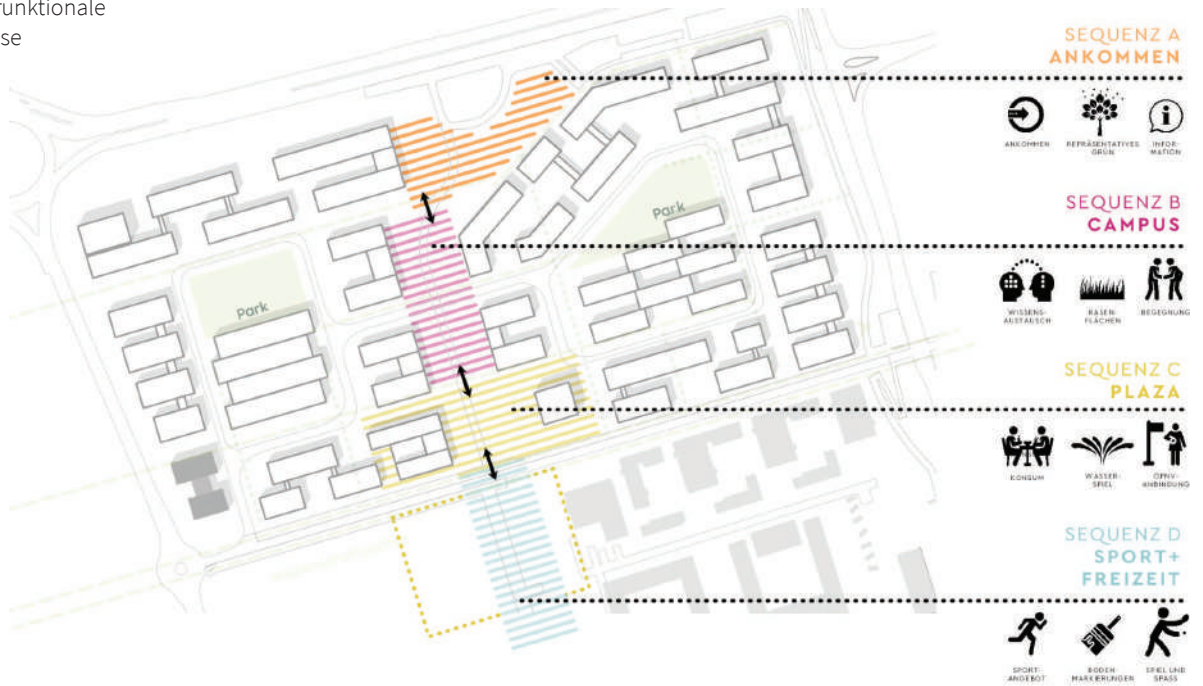 funktionale
se
SEQUENZ A
ANKOMMEN
ANKOMMEN
REPRÄSENTATIVES
GRÜN
INFOR-
MATION
SEQUENZ B
CAMPUS
WISSENS-
AUSTAUSCH
RASEN-
FLÄCHEN
BEGEGNUNG
SEQUENZ C
PLAZA
KONSUM
WASSER-
SPIEL
ÖPNV-
ANBINDUNG
SEQUENZ D
SPORT+
FREIZEIT
SPORT-
ANGEBOT
BODEN-
MARKIERUNGEN
SPIEL UND
SPASS
Park
Park